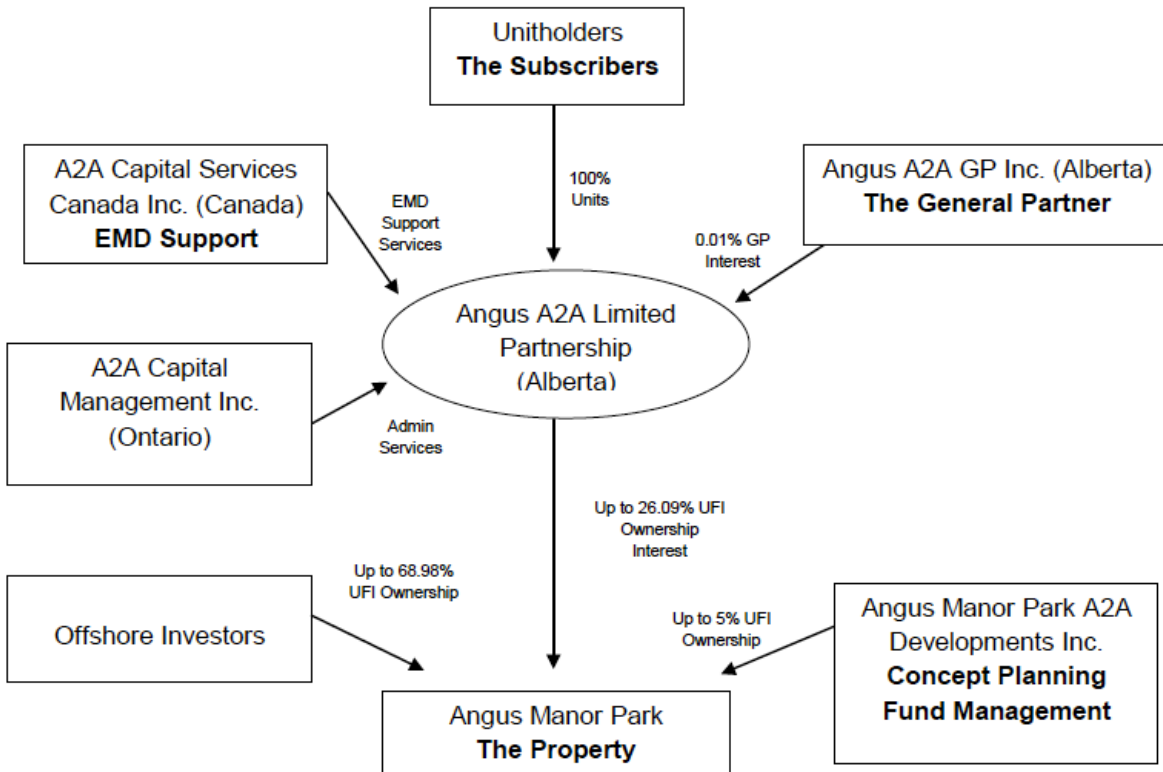 Unitholders
The Subscribers
A2A Capital Services
Canada Inc. (Canada)
EMD Support
EMD
Support
Services
100%
Units
Angus A2A GP Inc. (Alberta)
The General Partner
0.01% GP
Interest
Angus A2A Limited
Partnership
(Alberta)
A2A Capital
Management Inc.
(Ontario)
Admin
Services
Up to 26.09% UFI
Ownership
Interest
Offshore Investors
Up to 68.98%
UFI Ownership
Up to 5% UFI
Ownership
Angus Manor Park A2A
Developments Inc.
Concept Planning
Fund Management
Angus Manor Park
The Property